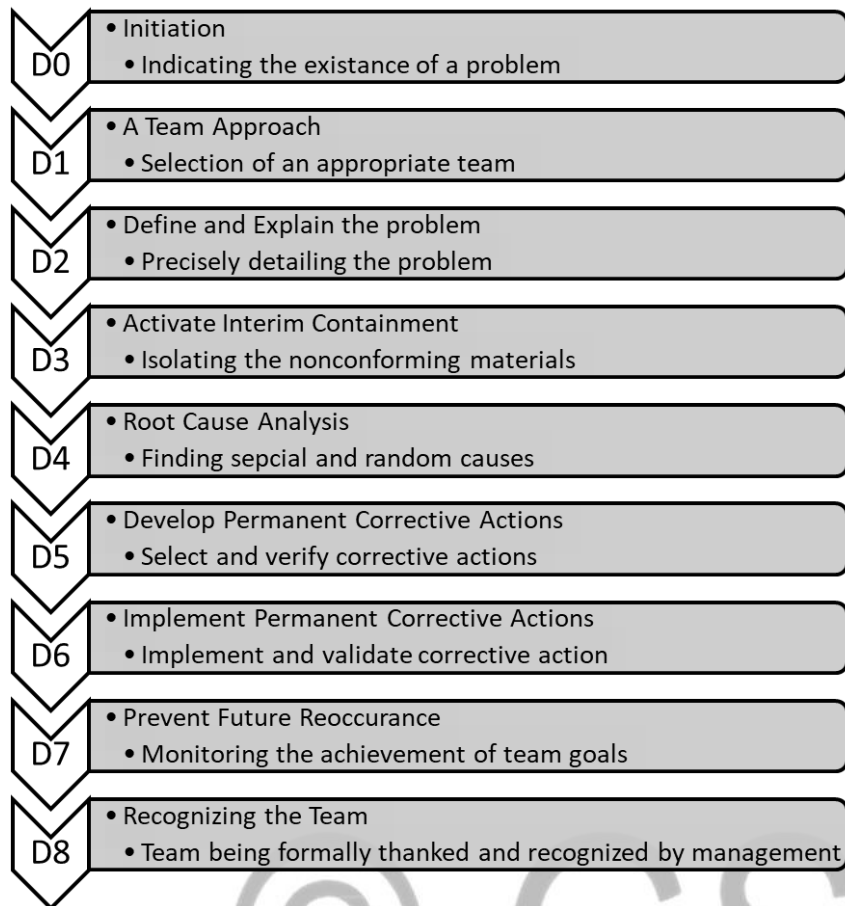 D0
• Initiation
• Indicating the existance of a problem
D1
• A Team Approach
• Selection of an appropriate team
D2
• Define and Explain the problem
• Precisely detailing the problem
D3
• Activate Interim Containment
• Isolating the nonconforming materials
D4
• Root Cause Analysis
• Finding sepcial and random causes
D5
• Develop Permanent Corrective Actions
• Select and verify corrective actions
D6
• Implement Permanent Corrective Actions
• Implement and validate corrective action
D7
• Prevent Future Reoccurance
• Monitoring the achievement of team goals
D8
• Recognizing the Team
• Team being formally thanked and recognized by management